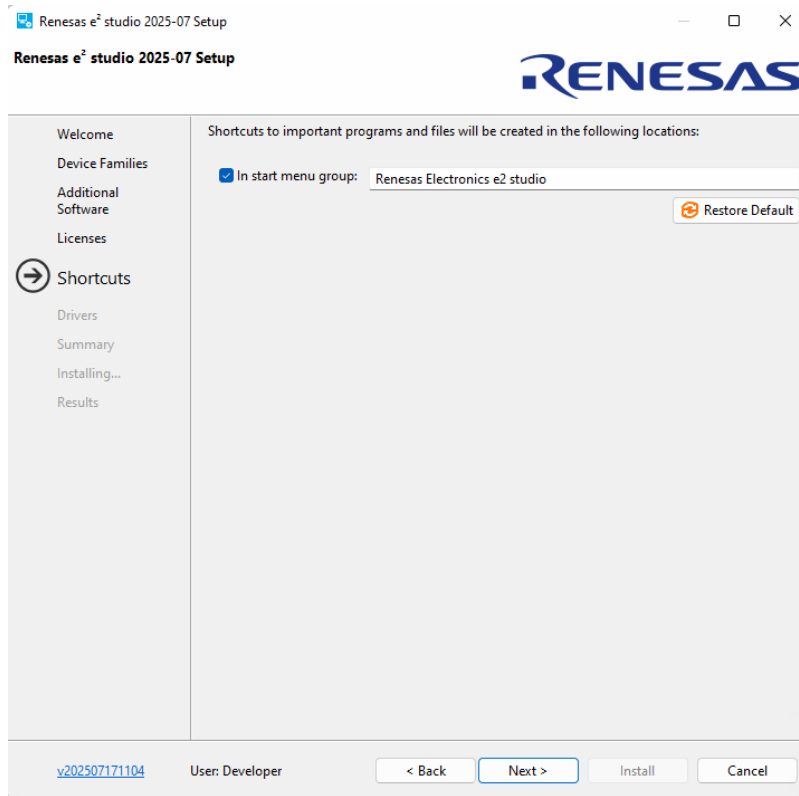 Renesas e² studio 2025-07 Setup
Renesas e² studio 2025-07 Setup
RENESAS
Welcome
Device Families
Additional
Software
Licenses
Shortcuts
Drivers
Summary
Installing...
Results
Shortcuts to important programs and files will be created in the following locations:
In start menu group: Renesas Electronics e2 studio
Restore Default
v202507171104 User: Developer < Back Next > Install Cancel